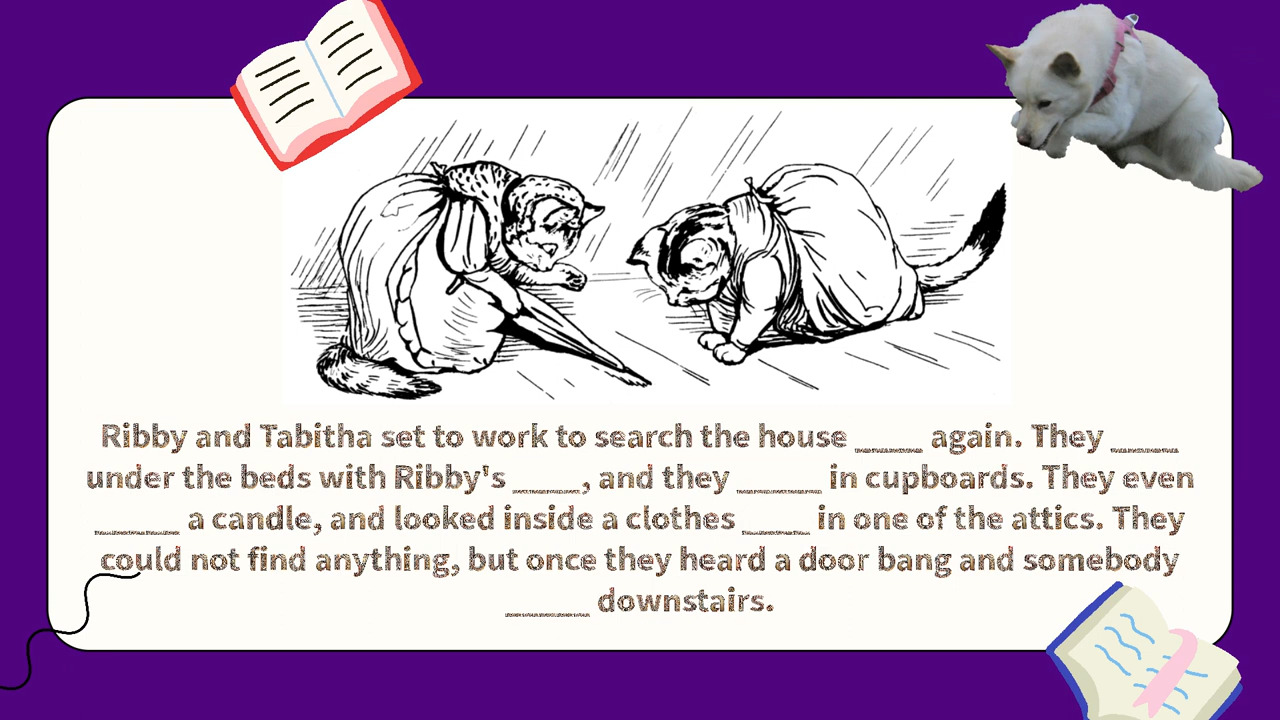 Ribby and Tabitha set to work to search the house ____ again. They ____
under the beds with Ribby's ____, and they _____ in cupboards. They even
_____ a candle, and looked inside a clothes ____ in one of the attics. They
could not find anything, but once they heard a door bang and somebody
_____ downstairs.